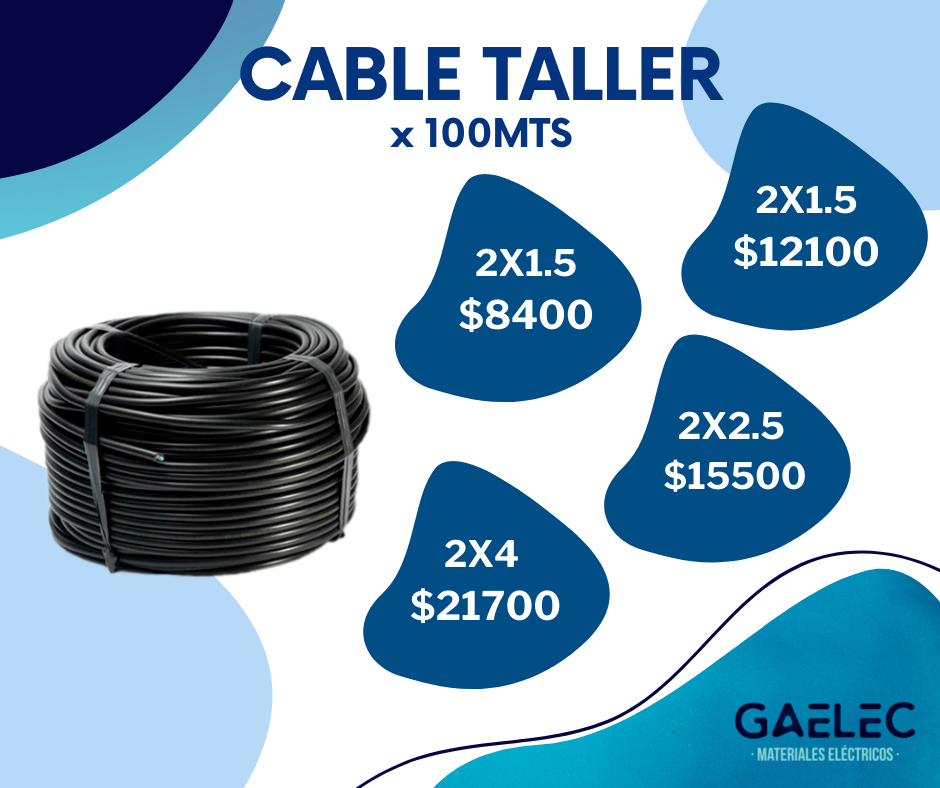 CABLE TALLER
x 100MTS
2X1.5
$8400
2X1.5
$12100
2X2.5
$15500
2X4
$21700
GAELEC
· MATERIALES ELÉCTRICOS ·